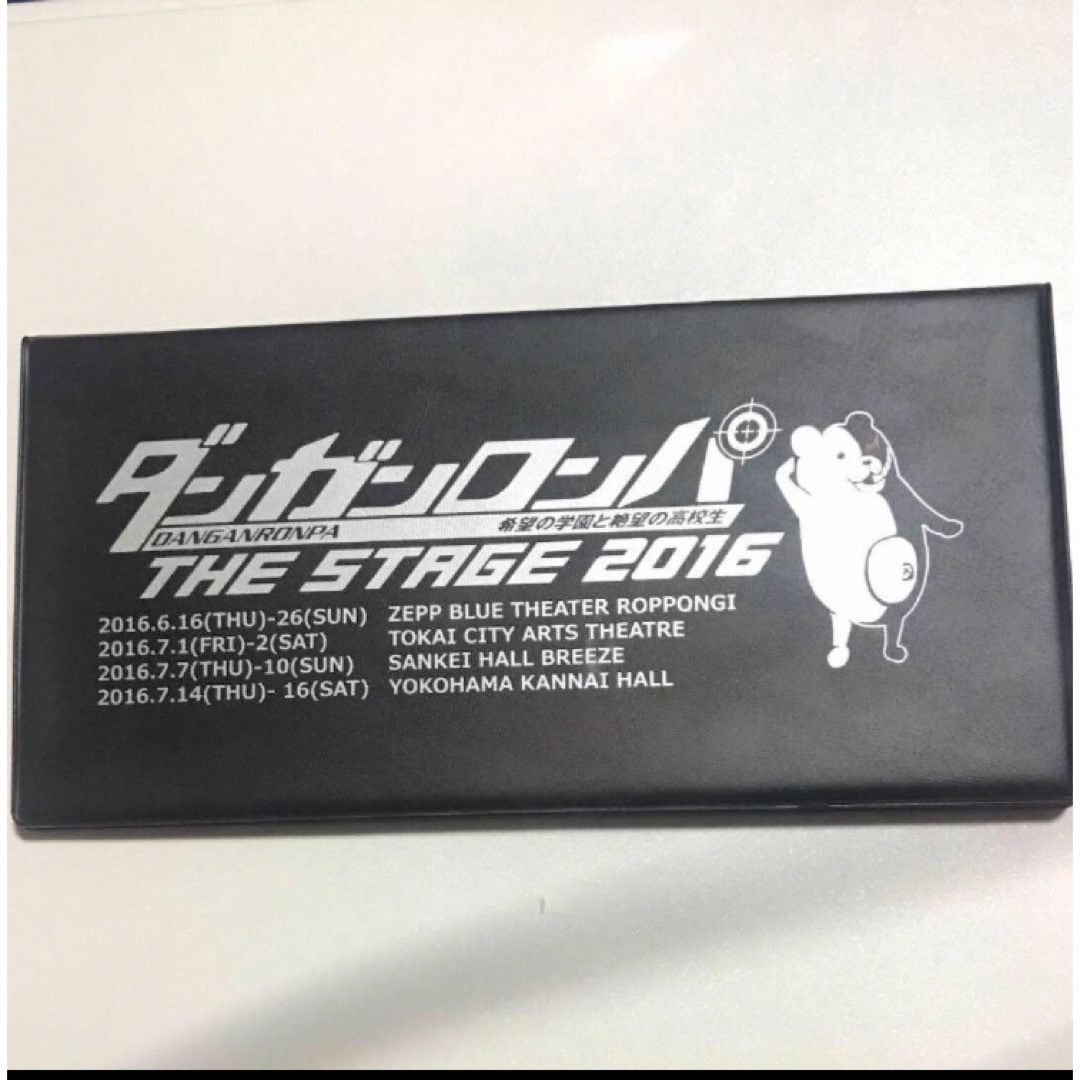 ダンガンロンパ
DANGANRONPA 希望の学園と絶望の高校生
THE STAGE 2016
2016.6.16(THU)-26(SUN) ZEPP BLUE THEATER ROPPONGI
2016.7.1(FRI)-2(SAT) TOKAI CITY ARTS THEATRE
2016.7.7(THU)-10(SUN) SANKEI HALL BREEZE
2016.7.14(THU)- 16(SAT) YOKOHAMA KANNAI HALL